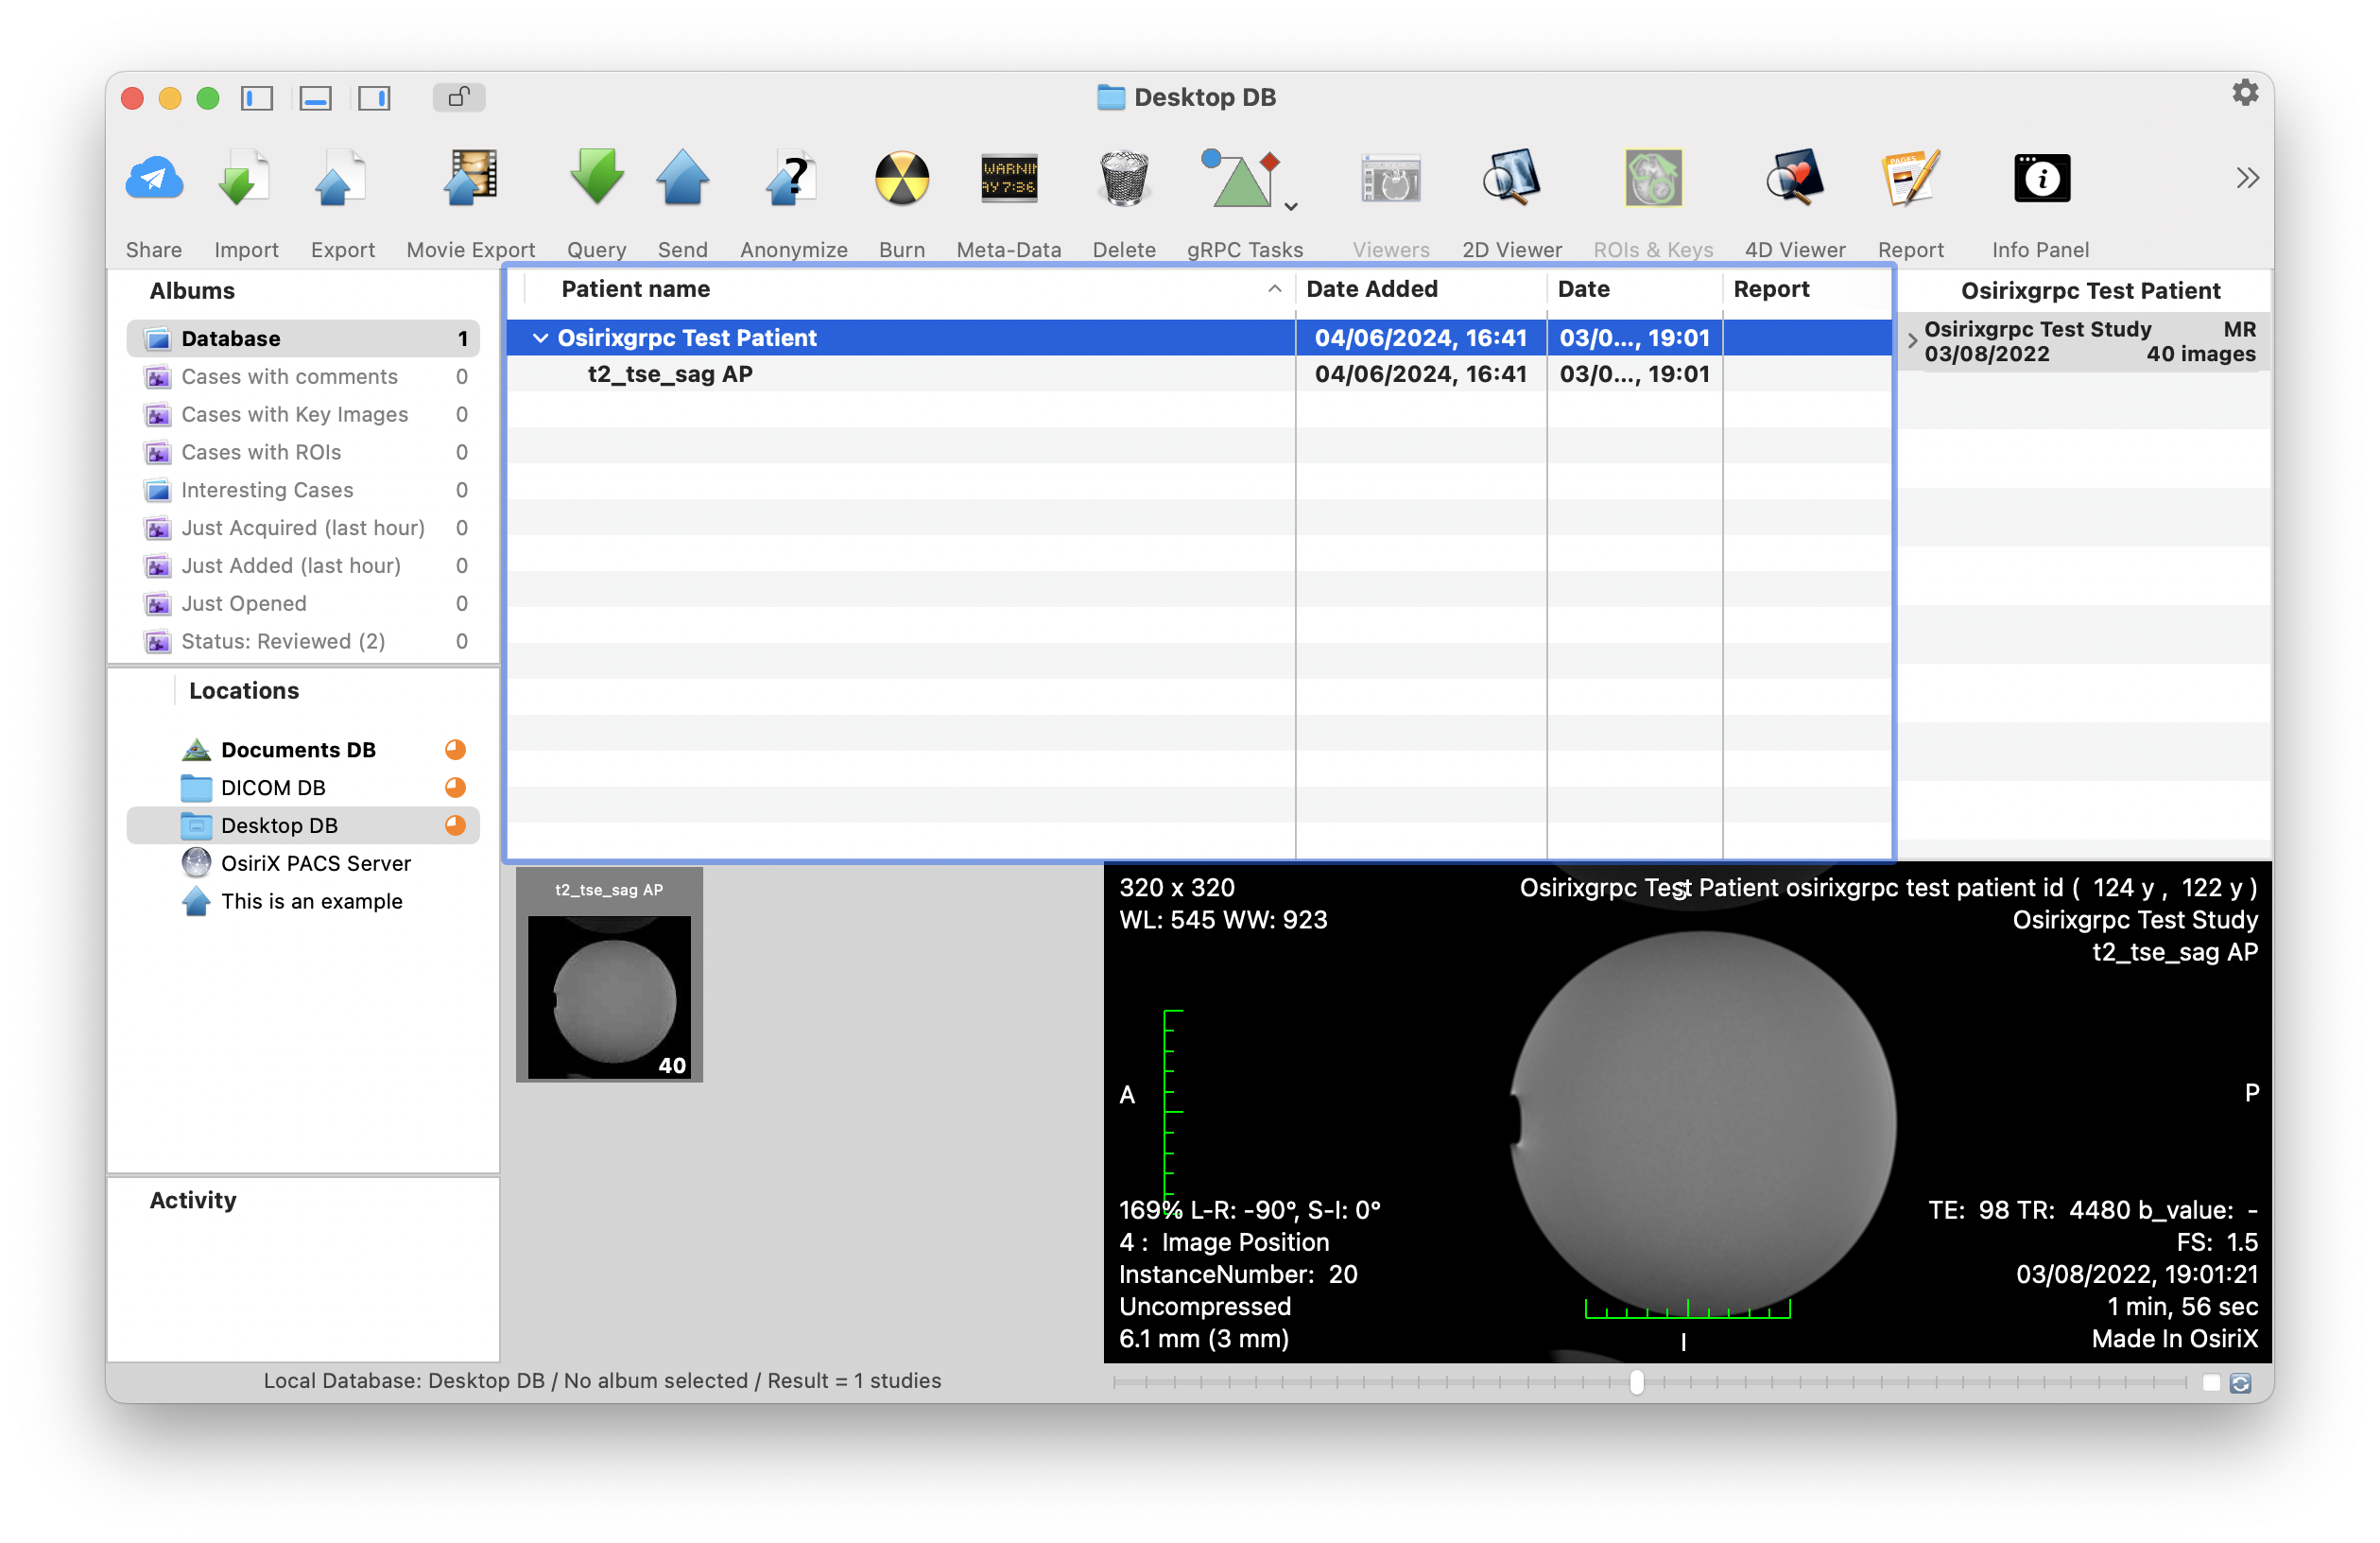 Desktop DB
WARNIN
AY 7:36
?
PAGES
i
Share Import Export Movie Export Query Send Anonymize Burn Meta-Data Delete gRPC Tasks Viewers 2D Viewer ROIs & Keys 4D Viewer Report Info Panel
Albums
Database 1
Cases with comments 0
Cases with Key Images 0
Cases with ROIs 0
Interesting Cases 0
Just Acquired (last hour) 0
Just Added (last hour) 0
Just Opened 0
Status: Reviewed (2) 0
Locations
Documents DB
DICOM DB
Desktop DB
OsiriX PACS Server
This is an example
Activity
Patient name Date Added Date Report
Osirixgrpc Test Patient 04/06/2024, 16:41 03/0..., 19:01
t2_tse_sag AP 04/06/2024, 16:41 03/0..., 19:01
Osirixgrpc Test Patient
Osirixgrpc Test Study MR
03/08/2022 40 images
t2_tse_sag AP
40
320 x 320
WL: 545 WW: 923
Osirixgrpc Test Patient osirixgrpc test patient id ( 124 y , 122 y )
Osirixgrpc Test Study
t2_tse_sag AP
S
A
P
169% L-R: -90°, S-I: 0°
4 : Image Position
InstanceNumber: 20
Uncompressed
6.1 mm (3 mm)
I
TE: 98 TR: 4480 b_value: -
FS: 1.5
03/08/2022, 19:01:21
1 min, 56 sec
Made In OsiriX
Local Database: Desktop DB / No album selected / Result = 1 studies